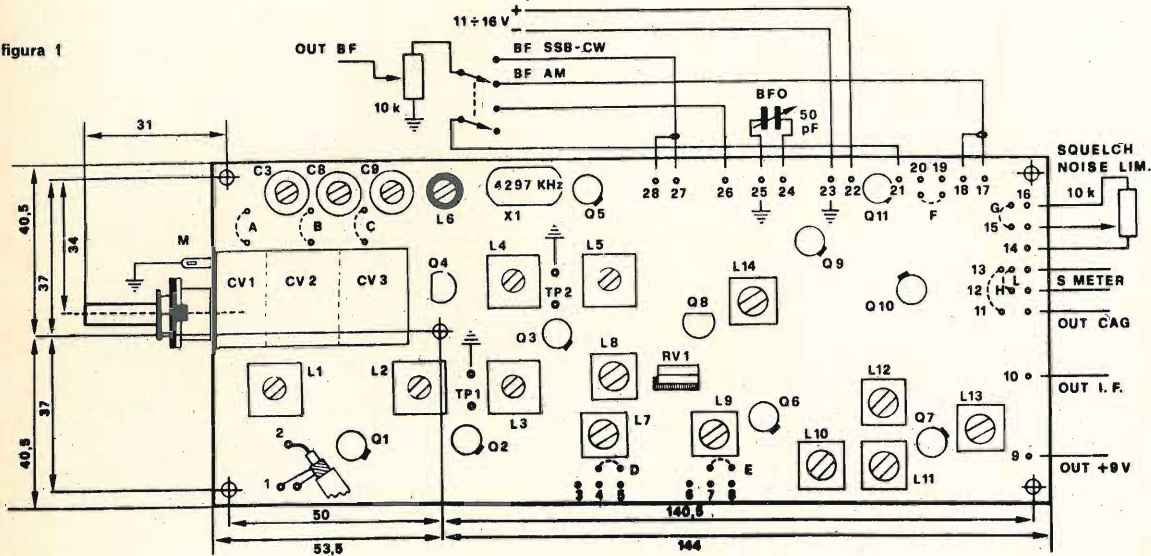 figura 1
+
11÷16 V
−
OUT BF
10 k
BF SSB-CW
BF AM
BFO
50
pF
31
40,5
37
34
40,5
37
M
C3 C8 C9
L6
4297 KHz
X1
Q5
28 27 26 25 24 23 22 21 20 19 18 17 16
Q11
F
SQUELCH
NOISE LIM.
10 k
G
15
14
13
L
S METER
12
H
11
OUT CAG
A B C
CV1 CV2 CV3
Q4
L4
TP2
L5
Q9
L14
Q10
Q8
Q3
L8
RV1
L1
L2
TP1
L3
L12
10
OUT I.F.
L7
L9
Q6
Q7
L13
2
Q1
Q2
1
D
E
L10
L11
9
OUT +9V
3 4 5
6 7 8
50
140,5
53,5
144